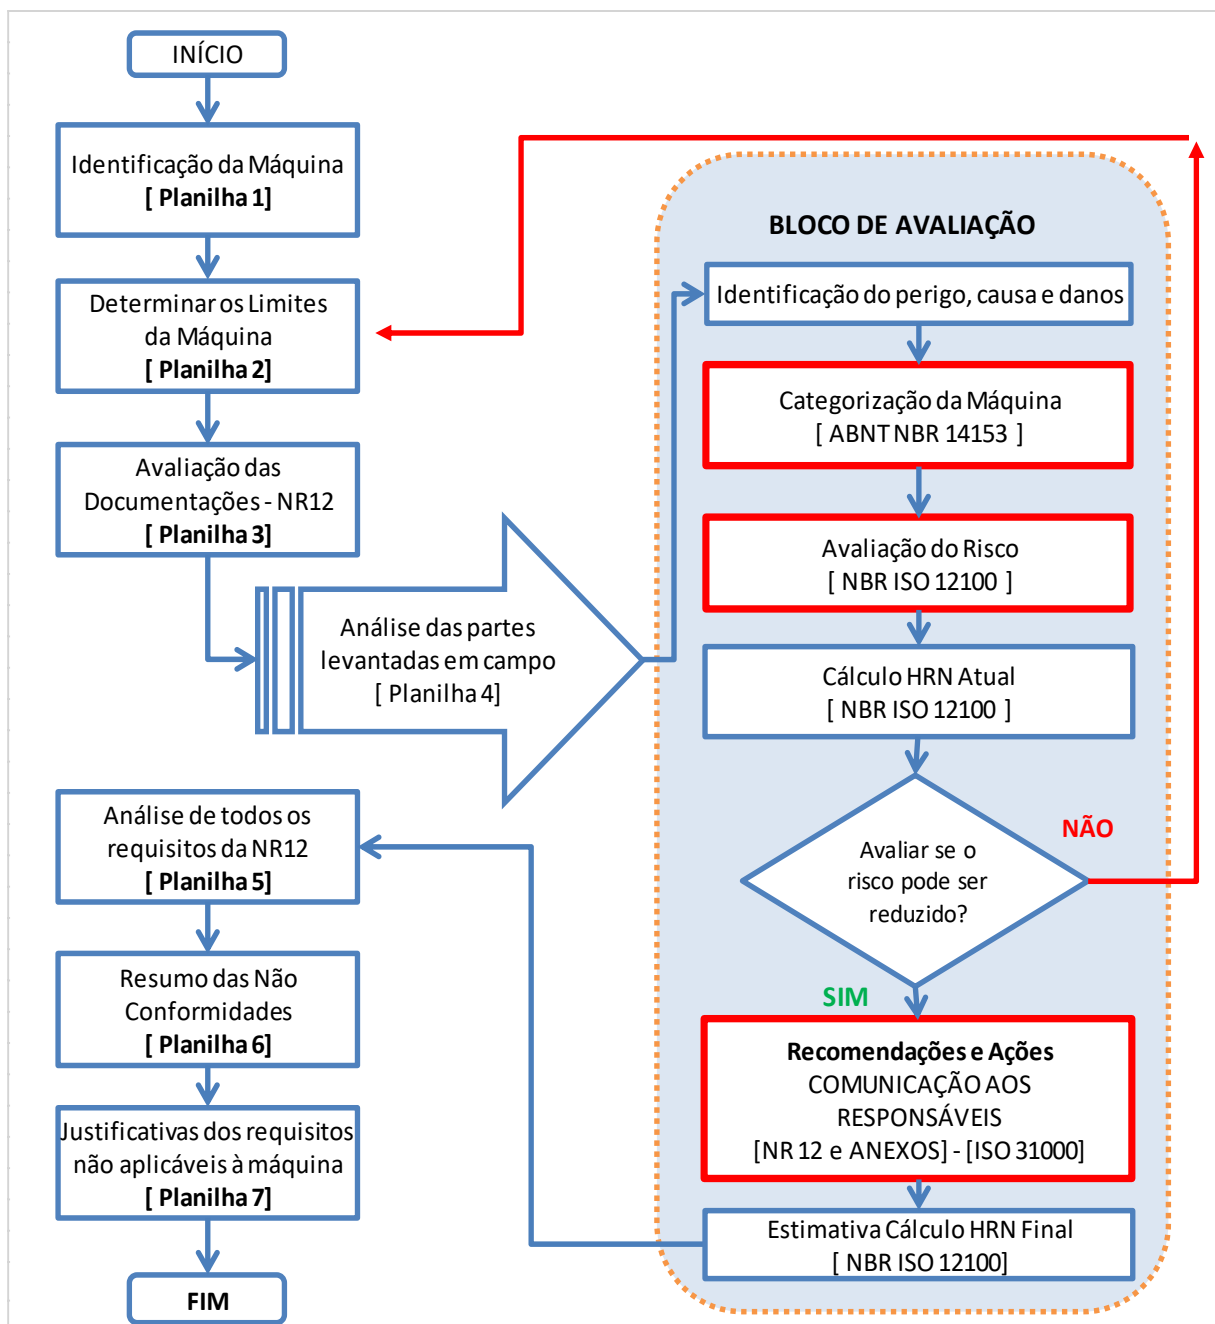 INÍCIO
Identificação da Máquina
[ Planilha 1]
Determinar os Limites
da Máquina
[ Planilha 2]
Avaliação das
Documentações - NR12
[ Planilha 3]
Análise das partes
levantadas em campo
[ Planilha 4]
BLOCO DE AVALIAÇÃO
Identificação do perigo, causa e danos
Categorização da Máquina
[ ABNT NBR 14153 ]
Avaliação do Risco
[ NBR ISO 12100 ]
Cálculo HRN Atual
[ NBR ISO 12100 ]
Avaliar se o
risco pode ser
reduzido?
NÃO
SIM
Recomendações e Ações
COMUNICAÇÃO AOS
RESPONSÁVEIS
[NR 12 e ANEXOS] - [ISO 31000]
Estimativa Cálculo HRN Final
[ NBR ISO 12100]
Análise de todos os
requisitos da NR12
[ Planilha 5]
Resumo das Não
Conformidades
[ Planilha 6]
Justificativas dos requisitos
não aplicáveis à máquina
[ Planilha 7]
FIM